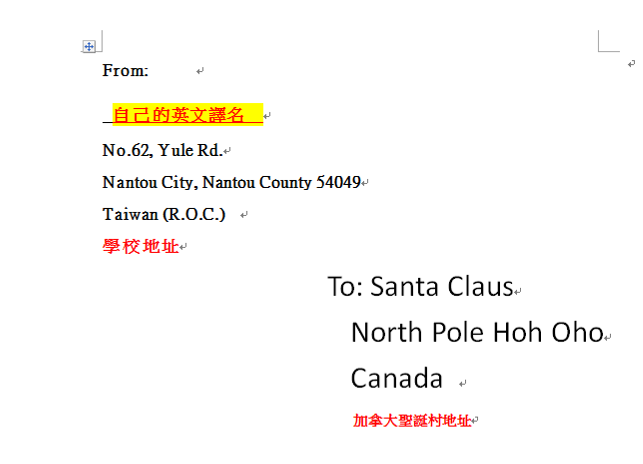 From:
自己的英文譯名
No.62, Yule Rd.
Nantou City, Nantou County 54049
Taiwan (R.O.C.)
學校地址
To: Santa Claus
North Pole Hoh Oho
Canada
加拿大聖誕村地址